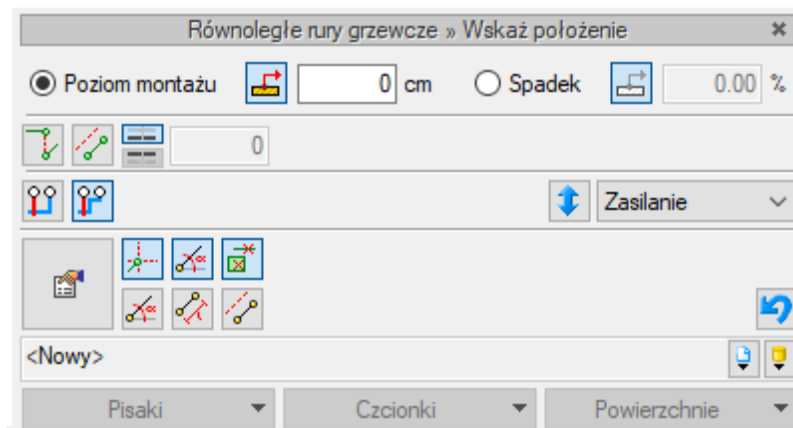 Równoległe rury grzewcze » Wskaż położenie
Poziom montażu 0 cm Spadek 0.00 %
0
Zasilanie
<Nowy>
Pisaki Czcionki Powierzchnie